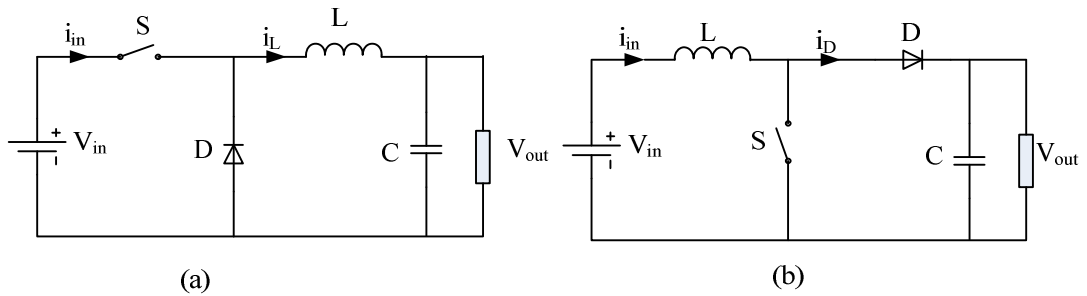 i_in S i_L L
+ V_in - D C V_out
(a)
i_in L i_D D
+ V_in - S C V_out
(b)